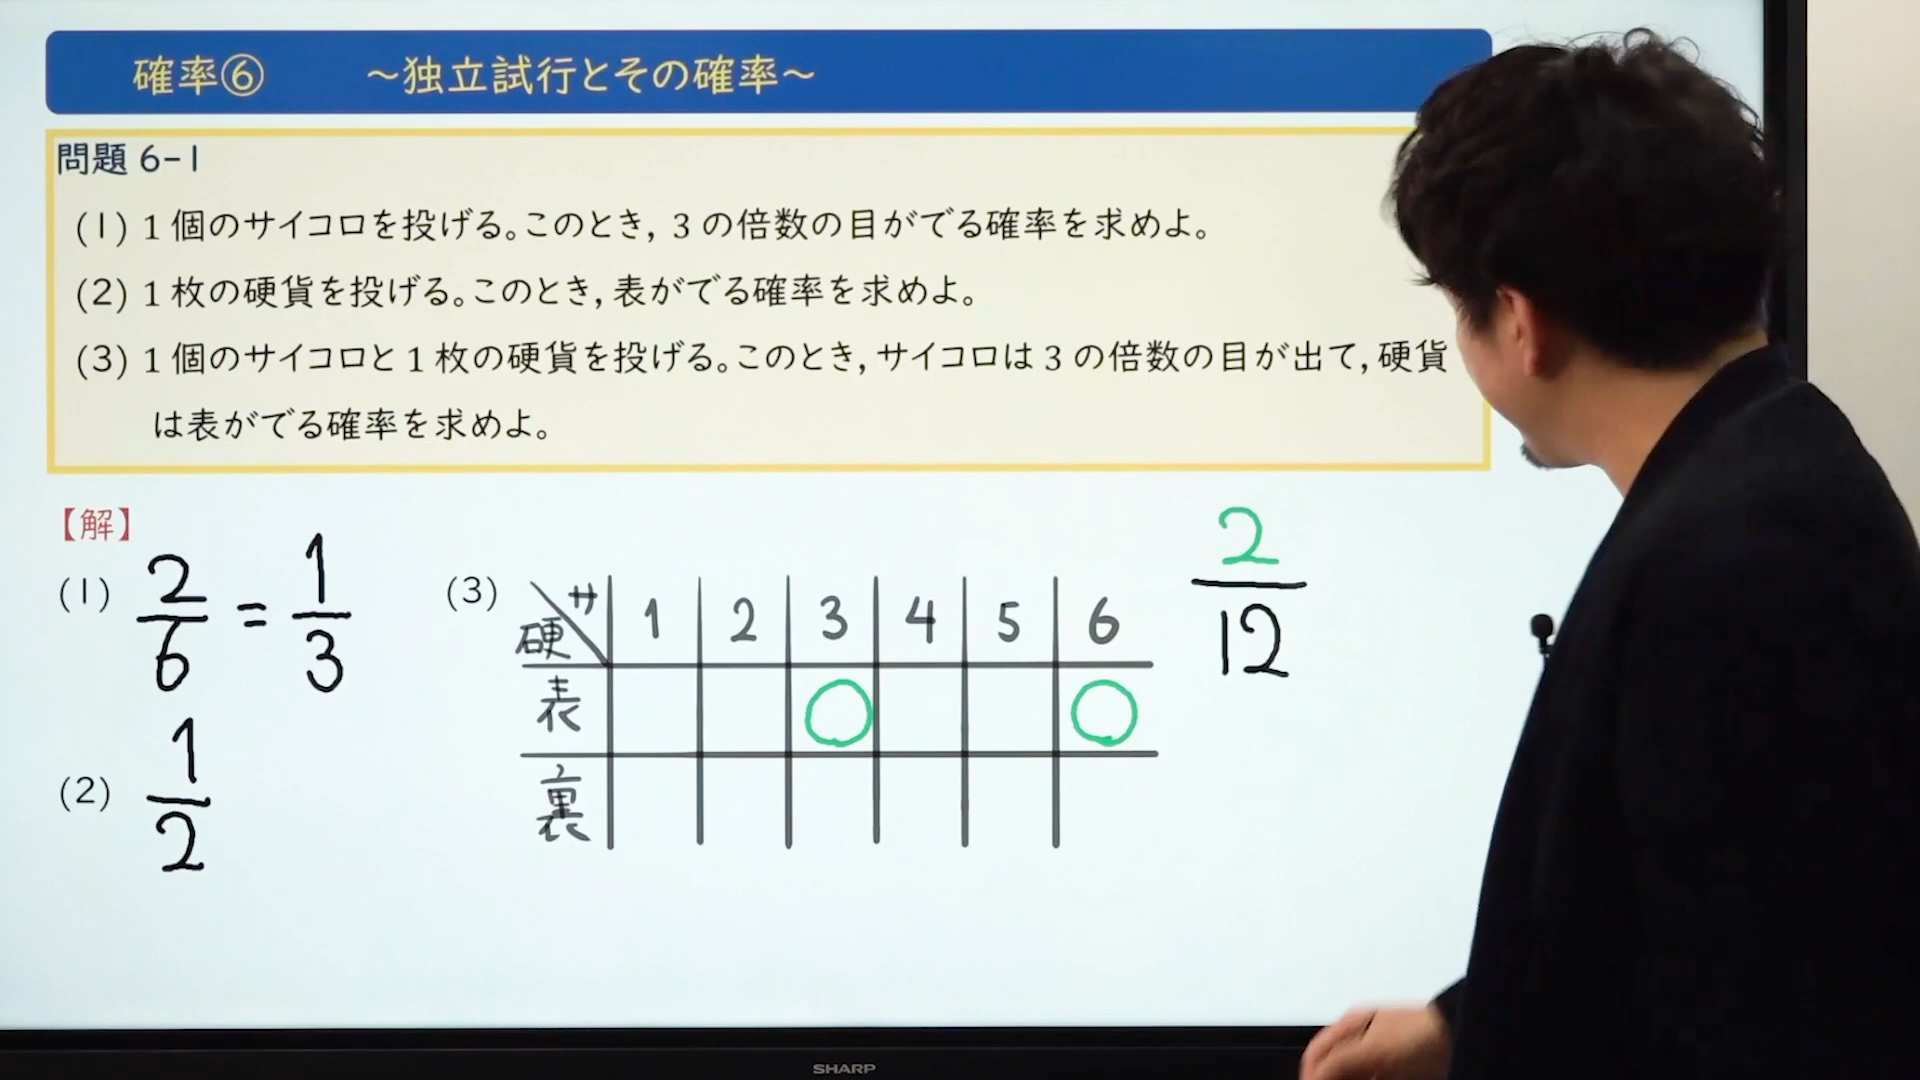 確率⑥ ～独立試行とその確率～
問題 6-1
(1) 1 個のサイコロを投げる。このとき, 3 の倍数の目がでる確率を求めよ。
(2) 1 枚の硬貨を投げる。このとき, 表がでる確率を求めよ。
(3) 1 個のサイコロと 1 枚の硬貨を投げる。このとき, サイコロは 3 の倍数の目が出て, 硬貨
は表がでる確率を求めよ。
【解】
(1) 2/6 = 1/3
(2) 1/2
(3) サ 1 2 3 4 5 6
硬
表 ○ ○
裏
2/12
SHARP